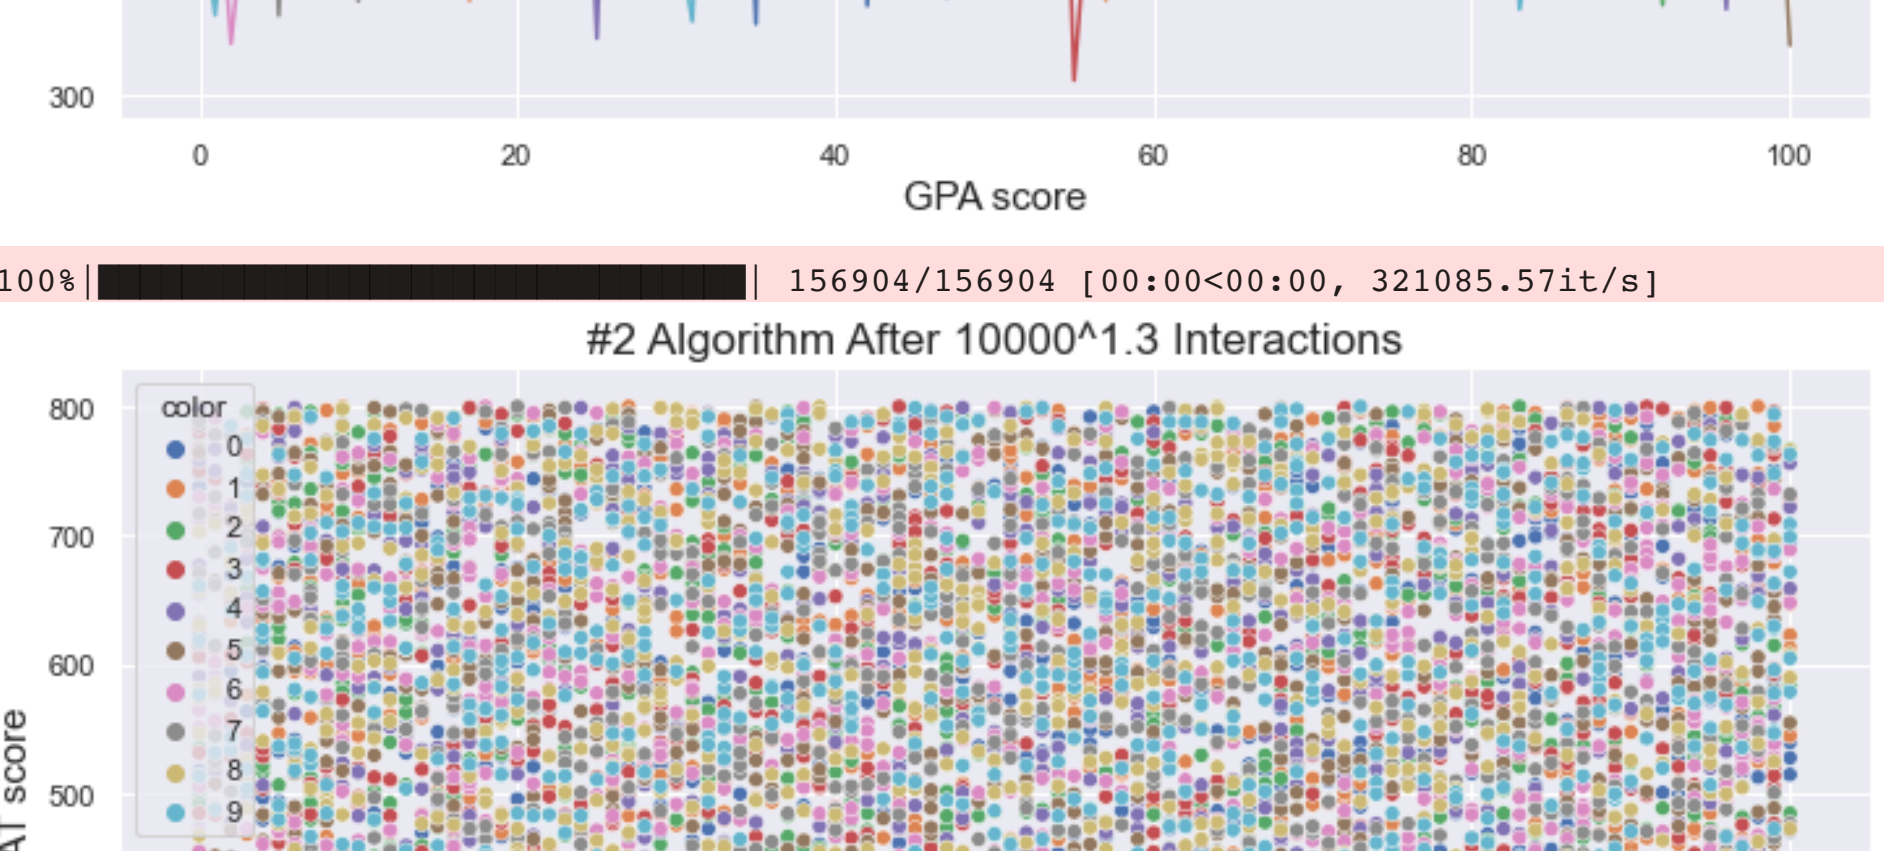 300
0 20 40 60 80 100
GPA score
100%| | 156904/156904 [00:00<00:00, 321085.57it/s]
#2 Algorithm After 10000^1.3 Interactions
color
0
1
2
3
4
5
6
7
8
9
800
700
600
500
AT score